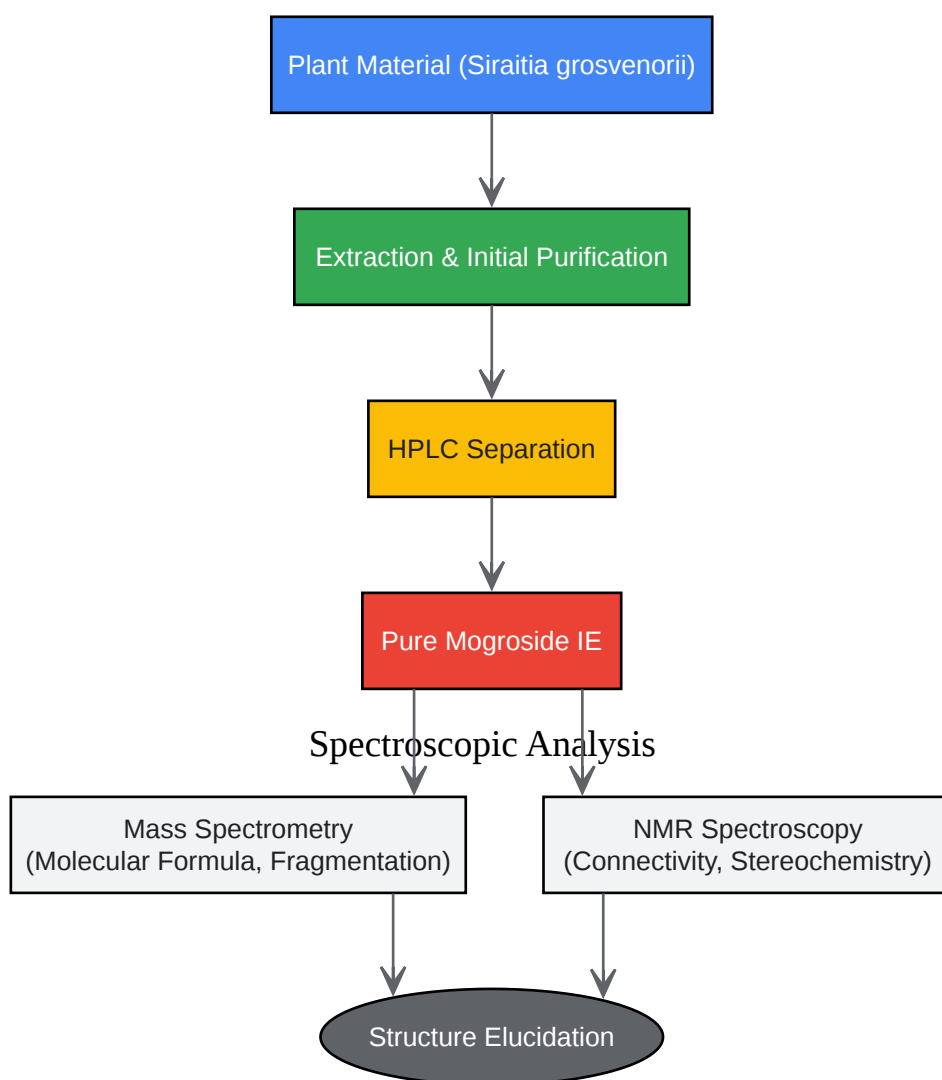 Plant Material (Siraitia grosvenorii)
Extraction & Initial Purification
HPLC Separation
Pure Mogroside IE
Spectroscopic Analysis
Mass Spectrometry
(Molecular Formula, Fragmentation)
NMR Spectroscopy
(Connectivity, Stereochemistry)
Structure Elucidation